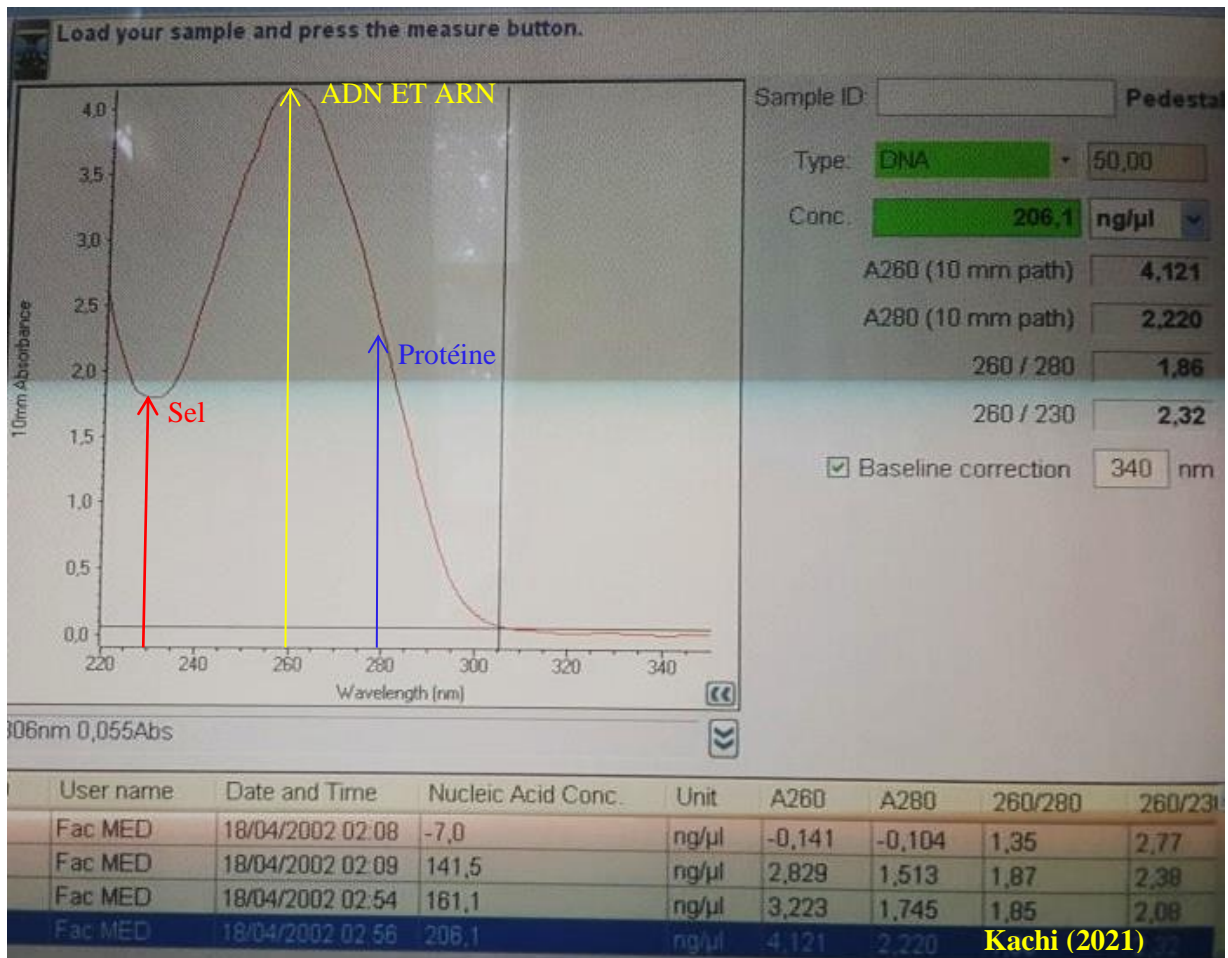 Load your sample and press the measure button.
ADN ET ARN
4,0
3,5
3,0
2,5
2,0
1,5
1,0
0,5
0,0
10mm Absorbance
Protéine
Sel
220 240 260 280 300 320 340
Wavelength (nm)
Sample ID: Pedestal
Type: DNA 50,00
Conc. 206,1 ng/µl
A260 (10 mm path) 4,121
A280 (10 mm path) 2,220
260 / 280 1,86
260 / 230 2,32
Baseline correction 340 nm
306nm 0,055Abs
User name Date and Time Nucleic Acid Conc. Unit A260 A280 260/280 260/230
Fac MED 18/04/2002 02:08 -7,0 ng/µl -0,141 -0,104 1,35 2,77
Fac MED 18/04/2002 02:09 141,5 ng/µl 2,829 1,513 1,87 2,38
Fac MED 18/04/2002 02:54 161,1 ng/µl 3,223 1,745 1,85 2,08
Fac MED 18/04/2002 02:56 206,1 ng/µl 4,121 2,220
Kachi (2021)